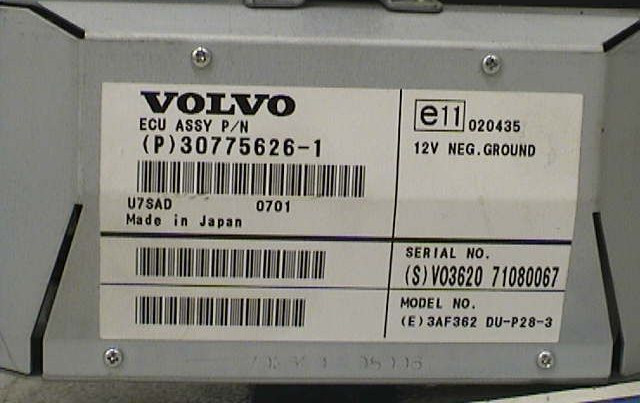 VOLVO
ECU ASSY P/N
(P)30775626-1
U7SAD 0701
Made in Japan
e11 020435
12V NEG.GROUND
SERIAL NO.
(S)VO3620 71080067
MODEL NO.
(E)3AF362 DU-P28-3